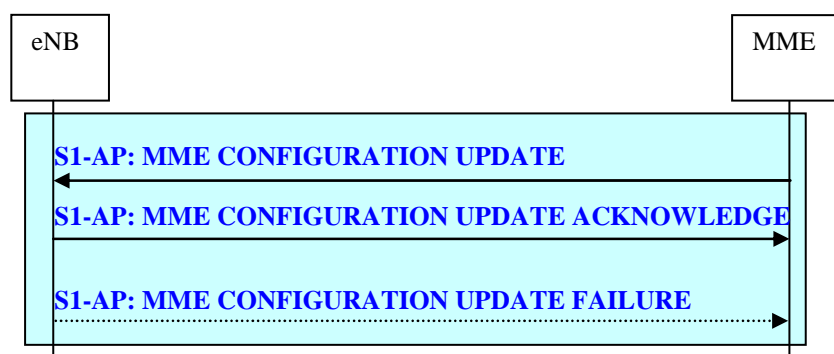 eNB
MME
S1-AP: MME CONFIGURATION UPDATE
S1-AP: MME CONFIGURATION UPDATE ACKNOWLEDGE
S1-AP: MME CONFIGURATION UPDATE FAILURE